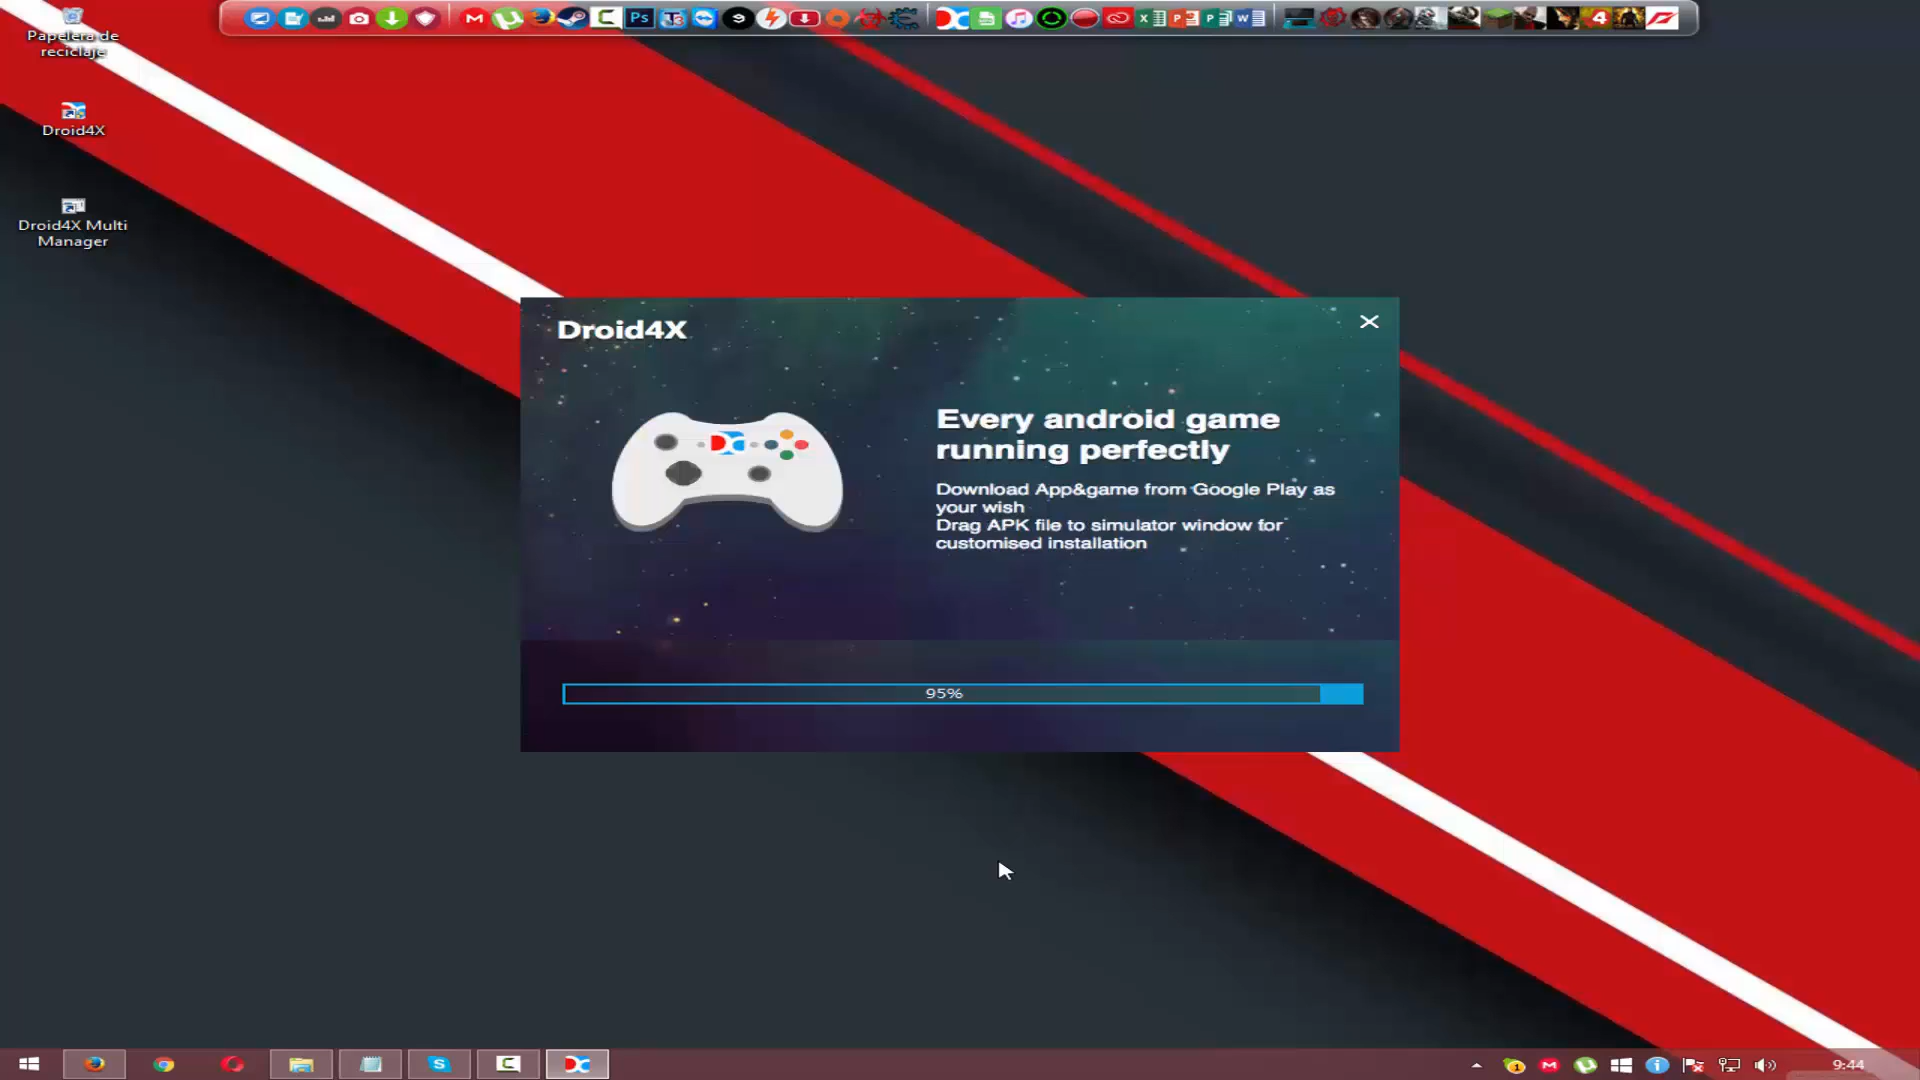 Papelera de
reciclaje
Droid4X
Droid4X Multi
Manager
Droid4X
Every android game
running perfectly
Download App&game from Google Play as
your wish
Drag APK file to simulator window for
customised installation
95%
9:44